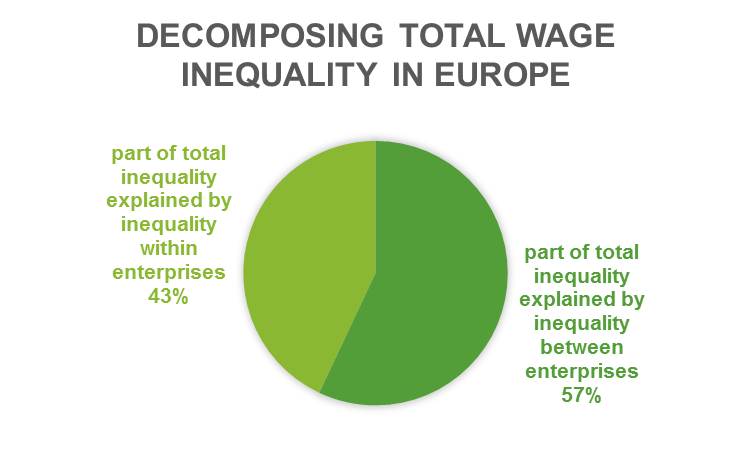 DECOMPOSING TOTAL WAGE
INEQUALITY IN EUROPE
part of total
inequality
explained by
inequality
within
enterprises
43%
part of total
inequality
explained by
inequality
between
enterprises
57%